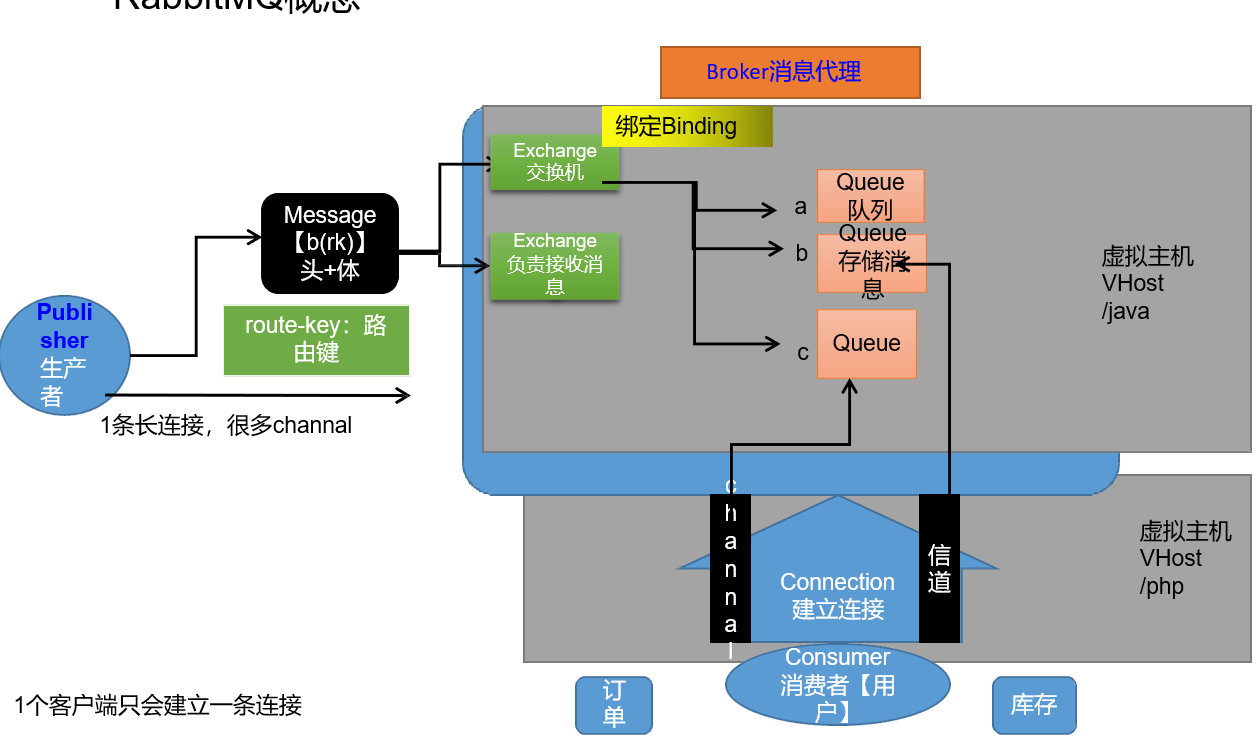 RabbitMQ概念
Broker消息代理
绑定Binding
Exchange
交换机
Queue
队列
a
Message
【b(rk)】
头+体
Exchange
负责接收消
息
b
Queue
存储消
息
虚拟主机
VHost
/java
Publi
sher
生产
者
route-key：路
由键
c
Queue
1条长连接，很多channal
channal
信
道
虚拟主机
VHost
/php
Connection
建立连接
Consumer
消费者【用
户】
订
单
库存
1个客户端只会建立一条连接